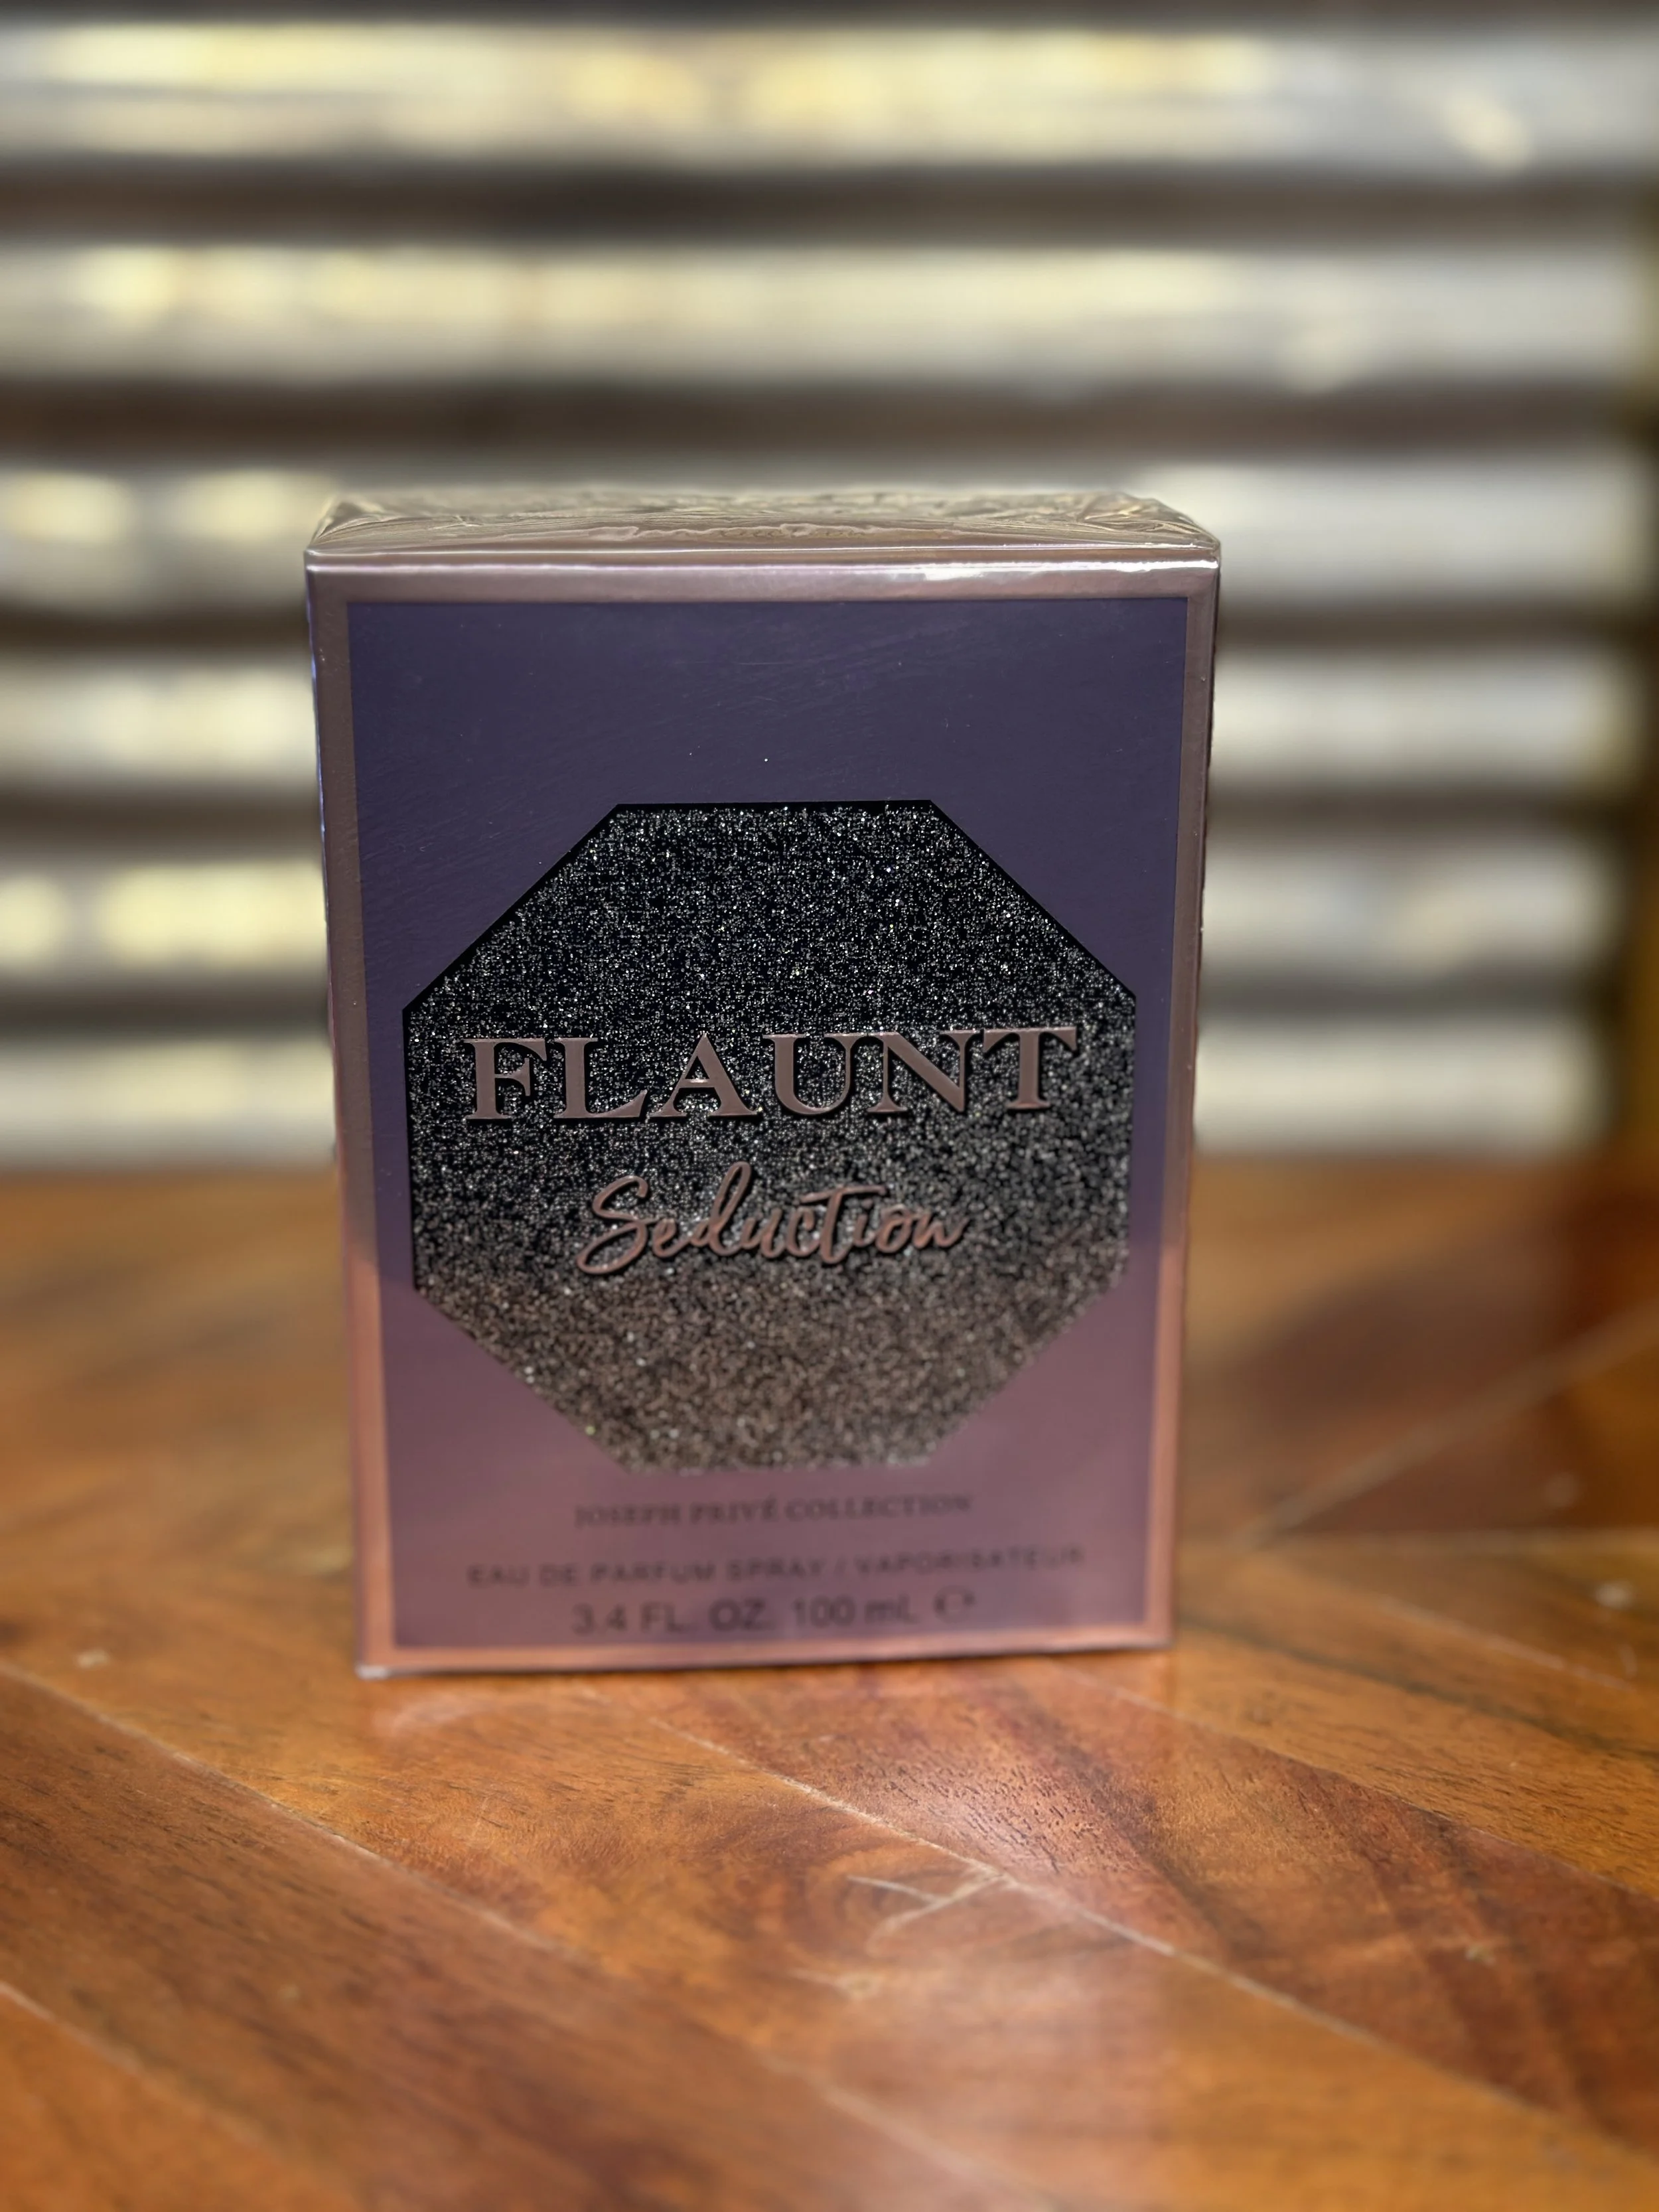 FLAUNT
Seduction
JOSEPH PRIVÉ COLLECTION
EAU DE PARFUM SPRAY / VAPORISATEUR
3.4 FL. OZ. 100 mL ℮